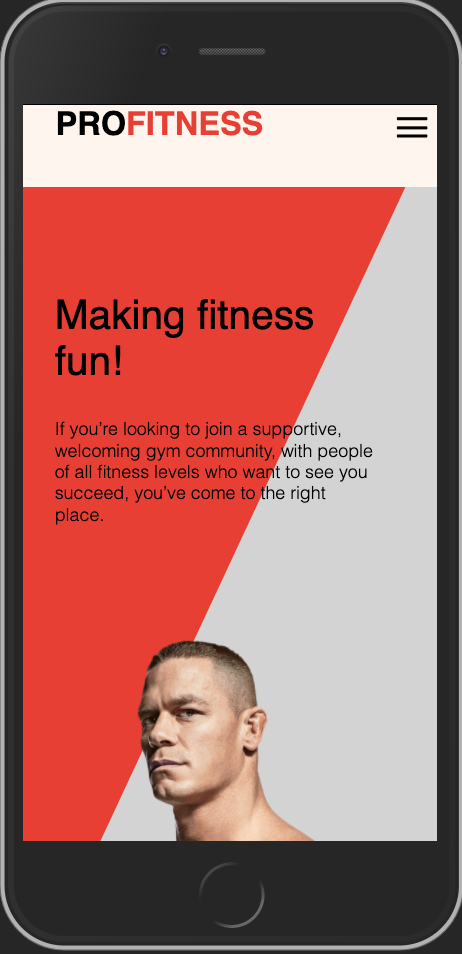 PROFITNESS
Making fitness
fun!
If you’re looking to join a supportive,
welcoming gym community, with people
of all fitness levels who want to see you
succeed, you’ve come to the right
place.